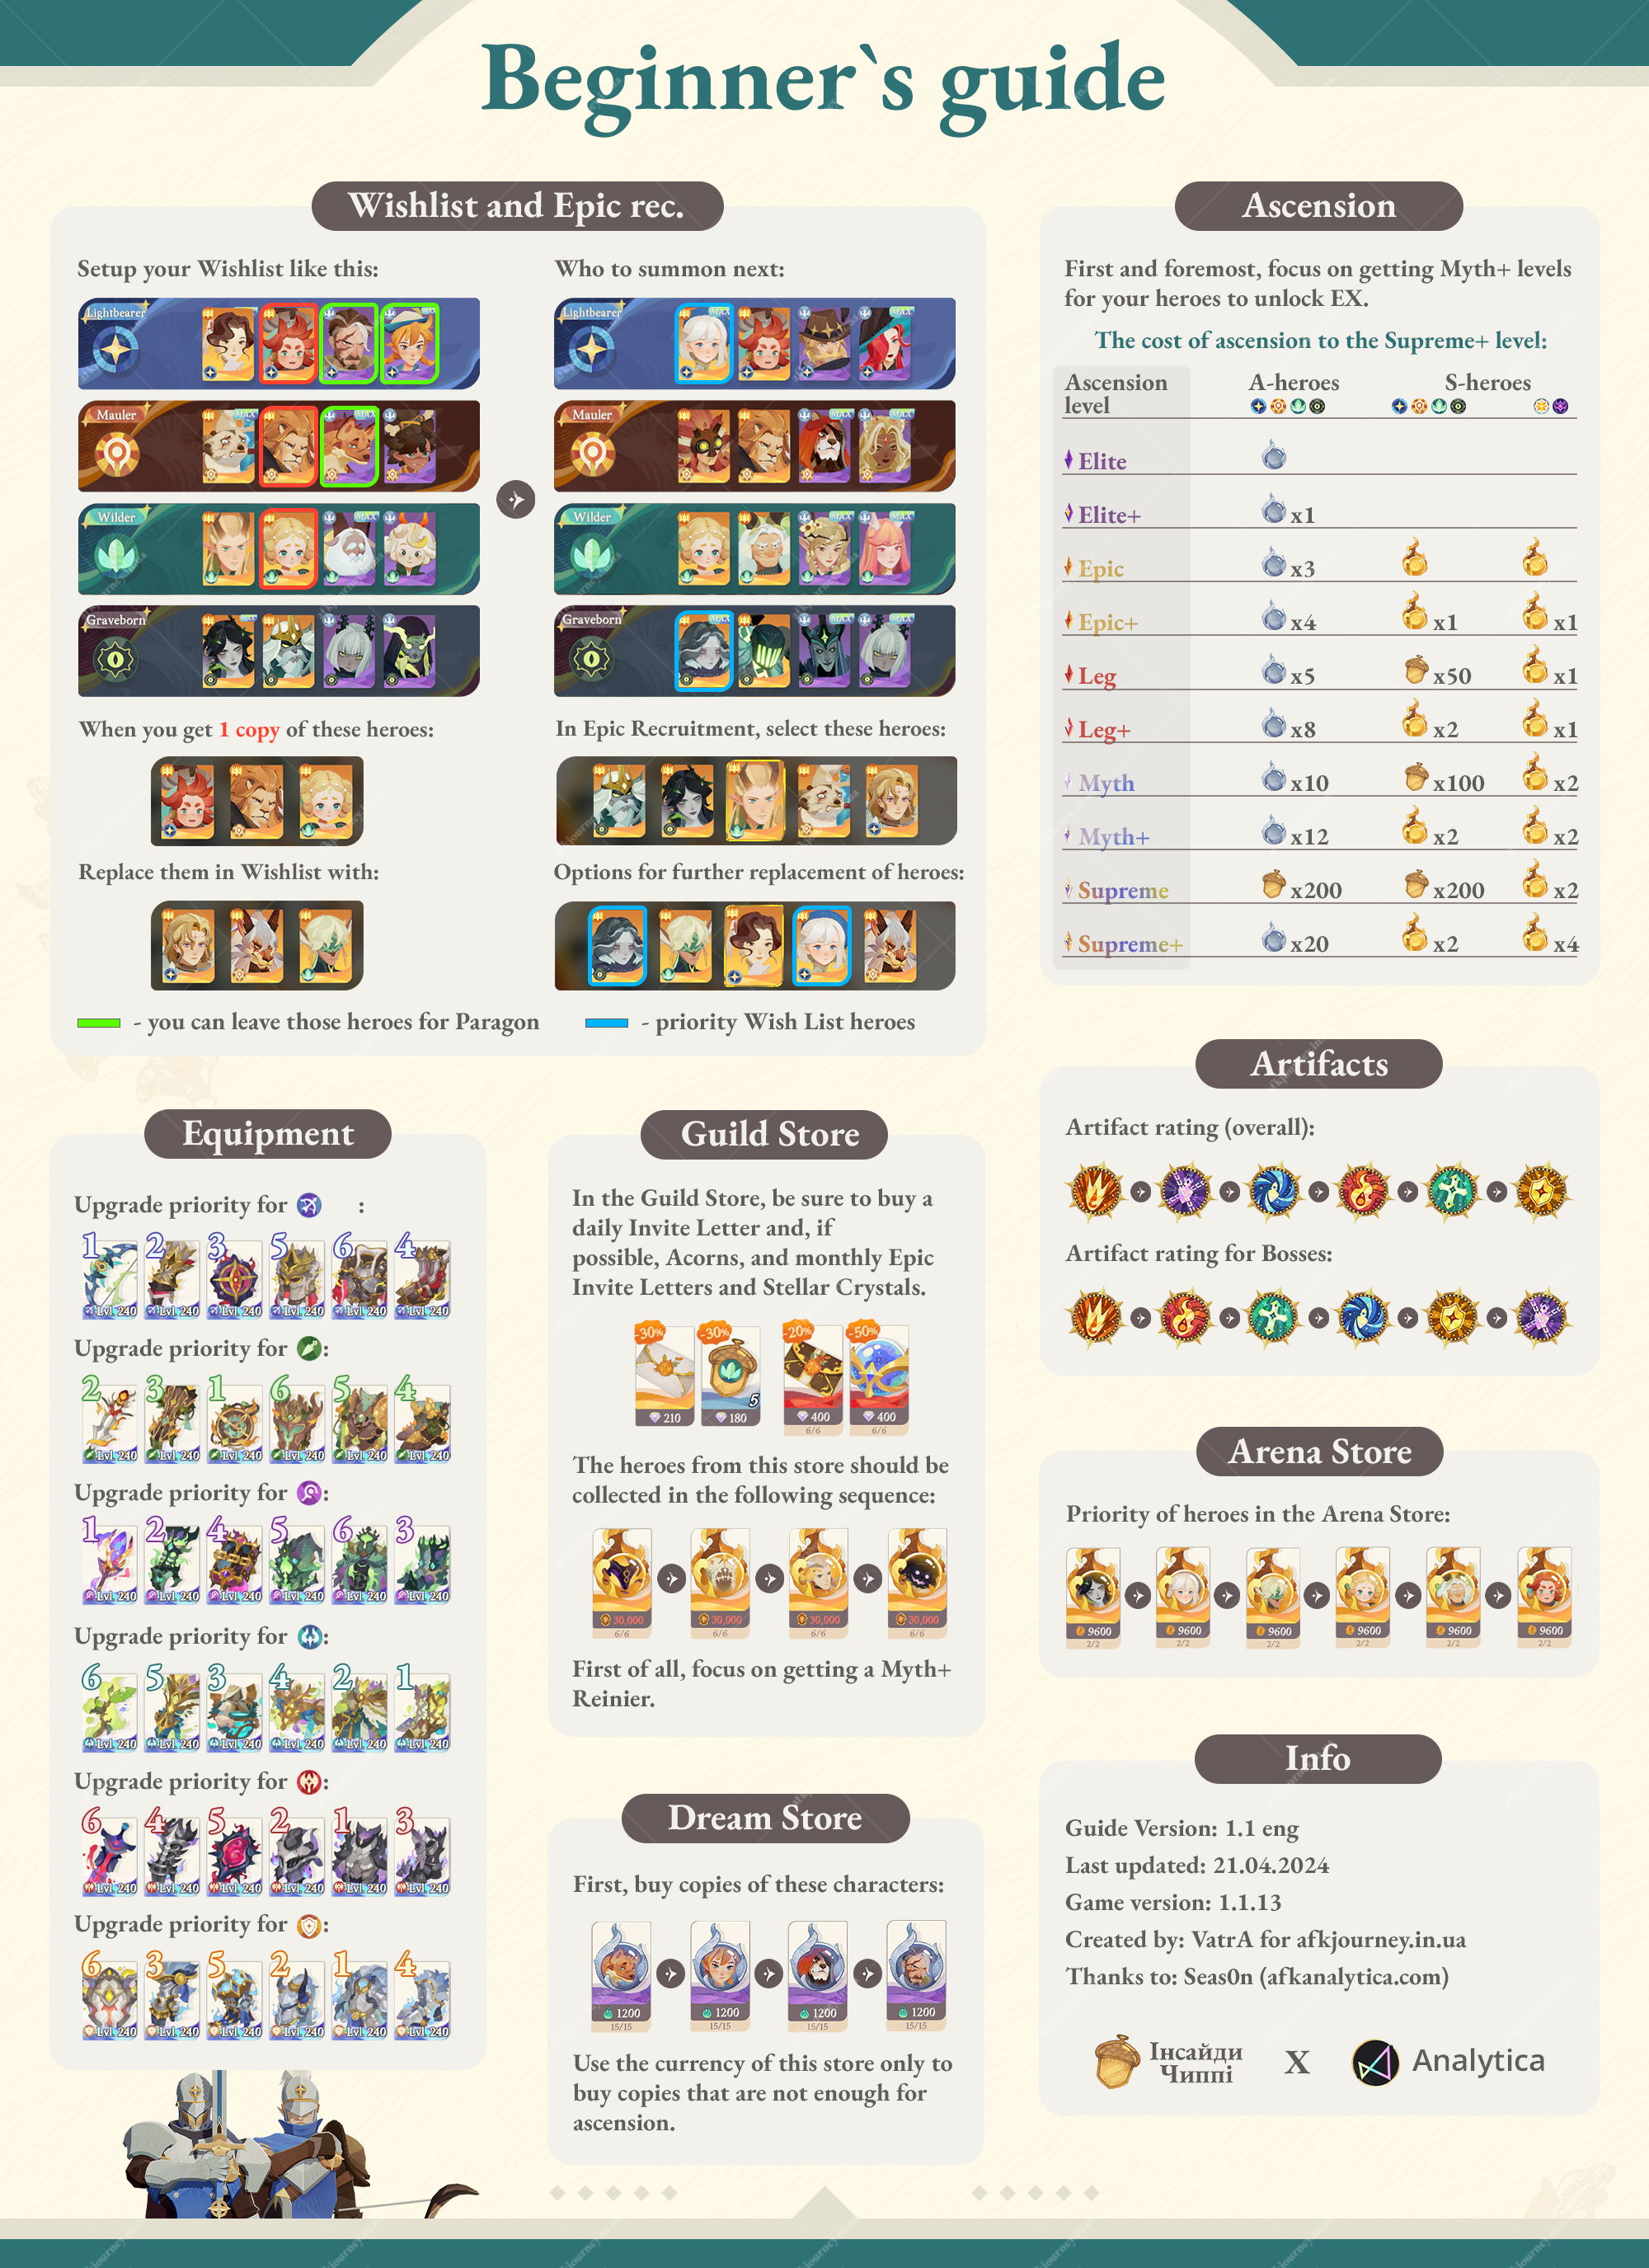 Beginner`s guide
Wishlist and Epic rec.
Setup your Wishlist like this:
Lightbearer
MAX
Mauler
MAX
MAX
Wilder
MAX
Graveborn
MAX
Who to summon next:
Lightbearer
MAX
Mauler
Wilder
MAX
Graveborn
MAX
MAX
MAX
When you get 1 copy of these heroes:
Replace them in Wishlist with:
In Epic Recruitment, select these heroes:
Options for further replacement of heroes:
- you can leave those heroes for Paragon
- priority Wish List heroes
Ascension
First and foremost, focus on getting Myth+ levels
for your heroes to unlock EX.
The cost of ascension to the Supreme+ level:
Ascension level A-heroes S-heroes
Elite
Elite+ x1
Epic x3
Epic+ x4 x1 x1
Leg x5 x50 x1
Leg+ x8 x2 x1
Myth x10 x100 x2
Myth+ x12 x2 x2
Supreme x200 x200 x2
Supreme+ x20 x2 x4
Equipment
Upgrade priority for :
1 2 3 5 6 4
Lvl. 240 Lvl. 240 Lvl. 240 Lvl. 240 Lvl. 240 Lvl. 240
Upgrade priority for :
2 3 1 6 5 4
Lvl. 240 Lvl. 240 Lvl. 240 Lvl. 240 Lvl. 240 Lvl. 240
Upgrade priority for :
1 2 4 5 6 3
Lvl. 240 Lvl. 240 Lvl. 240 Lvl. 240 Lvl. 240 Lvl. 240
Upgrade priority for :
6 5 3 4 2 1
Lvl. 240 Lvl. 240 Lvl. 240 Lvl. 240 Lvl. 240 Lvl. 240
Upgrade priority for :
6 4 5 2 1 3
Lvl. 240 Lvl. 240 Lvl. 240 Lvl. 240 Lvl. 240 Lvl. 240
Upgrade priority for :
6 3 5 2 1 4
Lvl. 240 Lvl. 240 Lvl. 240 Lvl. 240 Lvl. 240 Lvl. 240
Guild Store
In the Guild Store, be sure to buy a
daily Invite Letter and, if
possible, Acorns, and monthly Epic
Invite Letters and Stellar Crystals.
-30% -30% -20% -50%
5
210 180 400 400
6/6 6/6
The heroes from this store should be
collected in the following sequence:
30,000 30,000 30,000 30,000
6/6 6/6 6/6 6/6
First of all, focus on getting a Myth+
Reinier.
Dream Store
First, buy copies of these characters:
1200 1200 1200 1200
15/15 15/15 15/15 15/15
Use the currency of this store only to
buy copies that are not enough for
ascension.
Artifacts
Artifact rating (overall):
Artifact rating for Bosses:
Arena Store
Priority of heroes in the Arena Store:
9600 9600 9600 9600 9600 9600
2/2 2/2 2/2 2/2 2/2 2/2
Info
Guide Version: 1.1 eng
Last updated: 21.04.2024
Game version: 1.1.13
Created by: VatrA for afkjourney.in.ua
Thanks to: Seas0n (afkanalytica.com)
Інсайди
Чиппі
X
Analytica